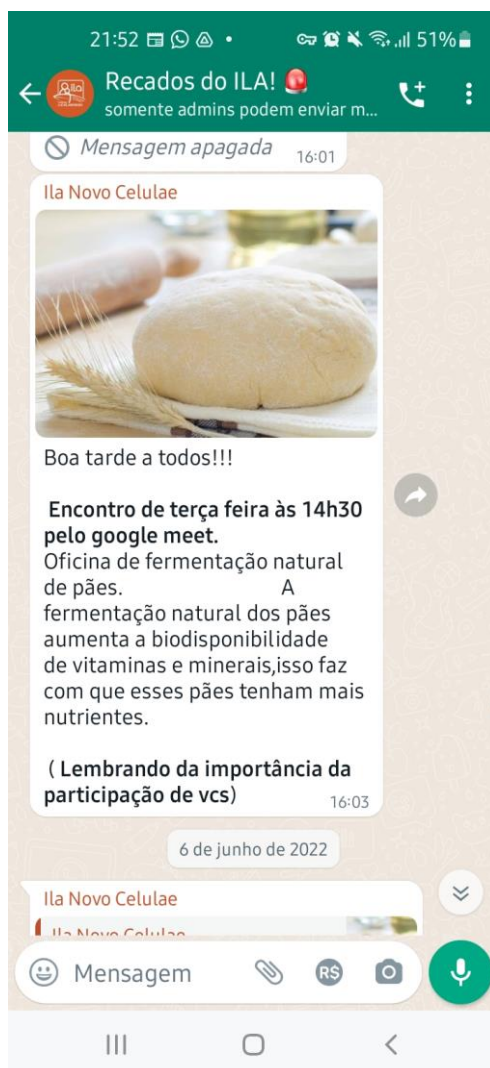 21:52 51%
Recados do ILA!
somente admins podem enviar m...
Mensagem apagada 16:01
Ila Novo Celulae
Boa tarde a todos!!!
Encontro de terça feira às 14h30
pelo google meet.
Oficina de fermentação natural
de pães. A
fermentação natural dos pães
aumenta a biodisponibilidade
de vitaminas e minerais,isso faz
com que esses pães tenham mais
nutrientes.
( Lembrando da importância da
participação de vcs) 16:03
6 de junho de 2022
Ila Novo Celulae
Ila Novo Celulae
Mensagem R$